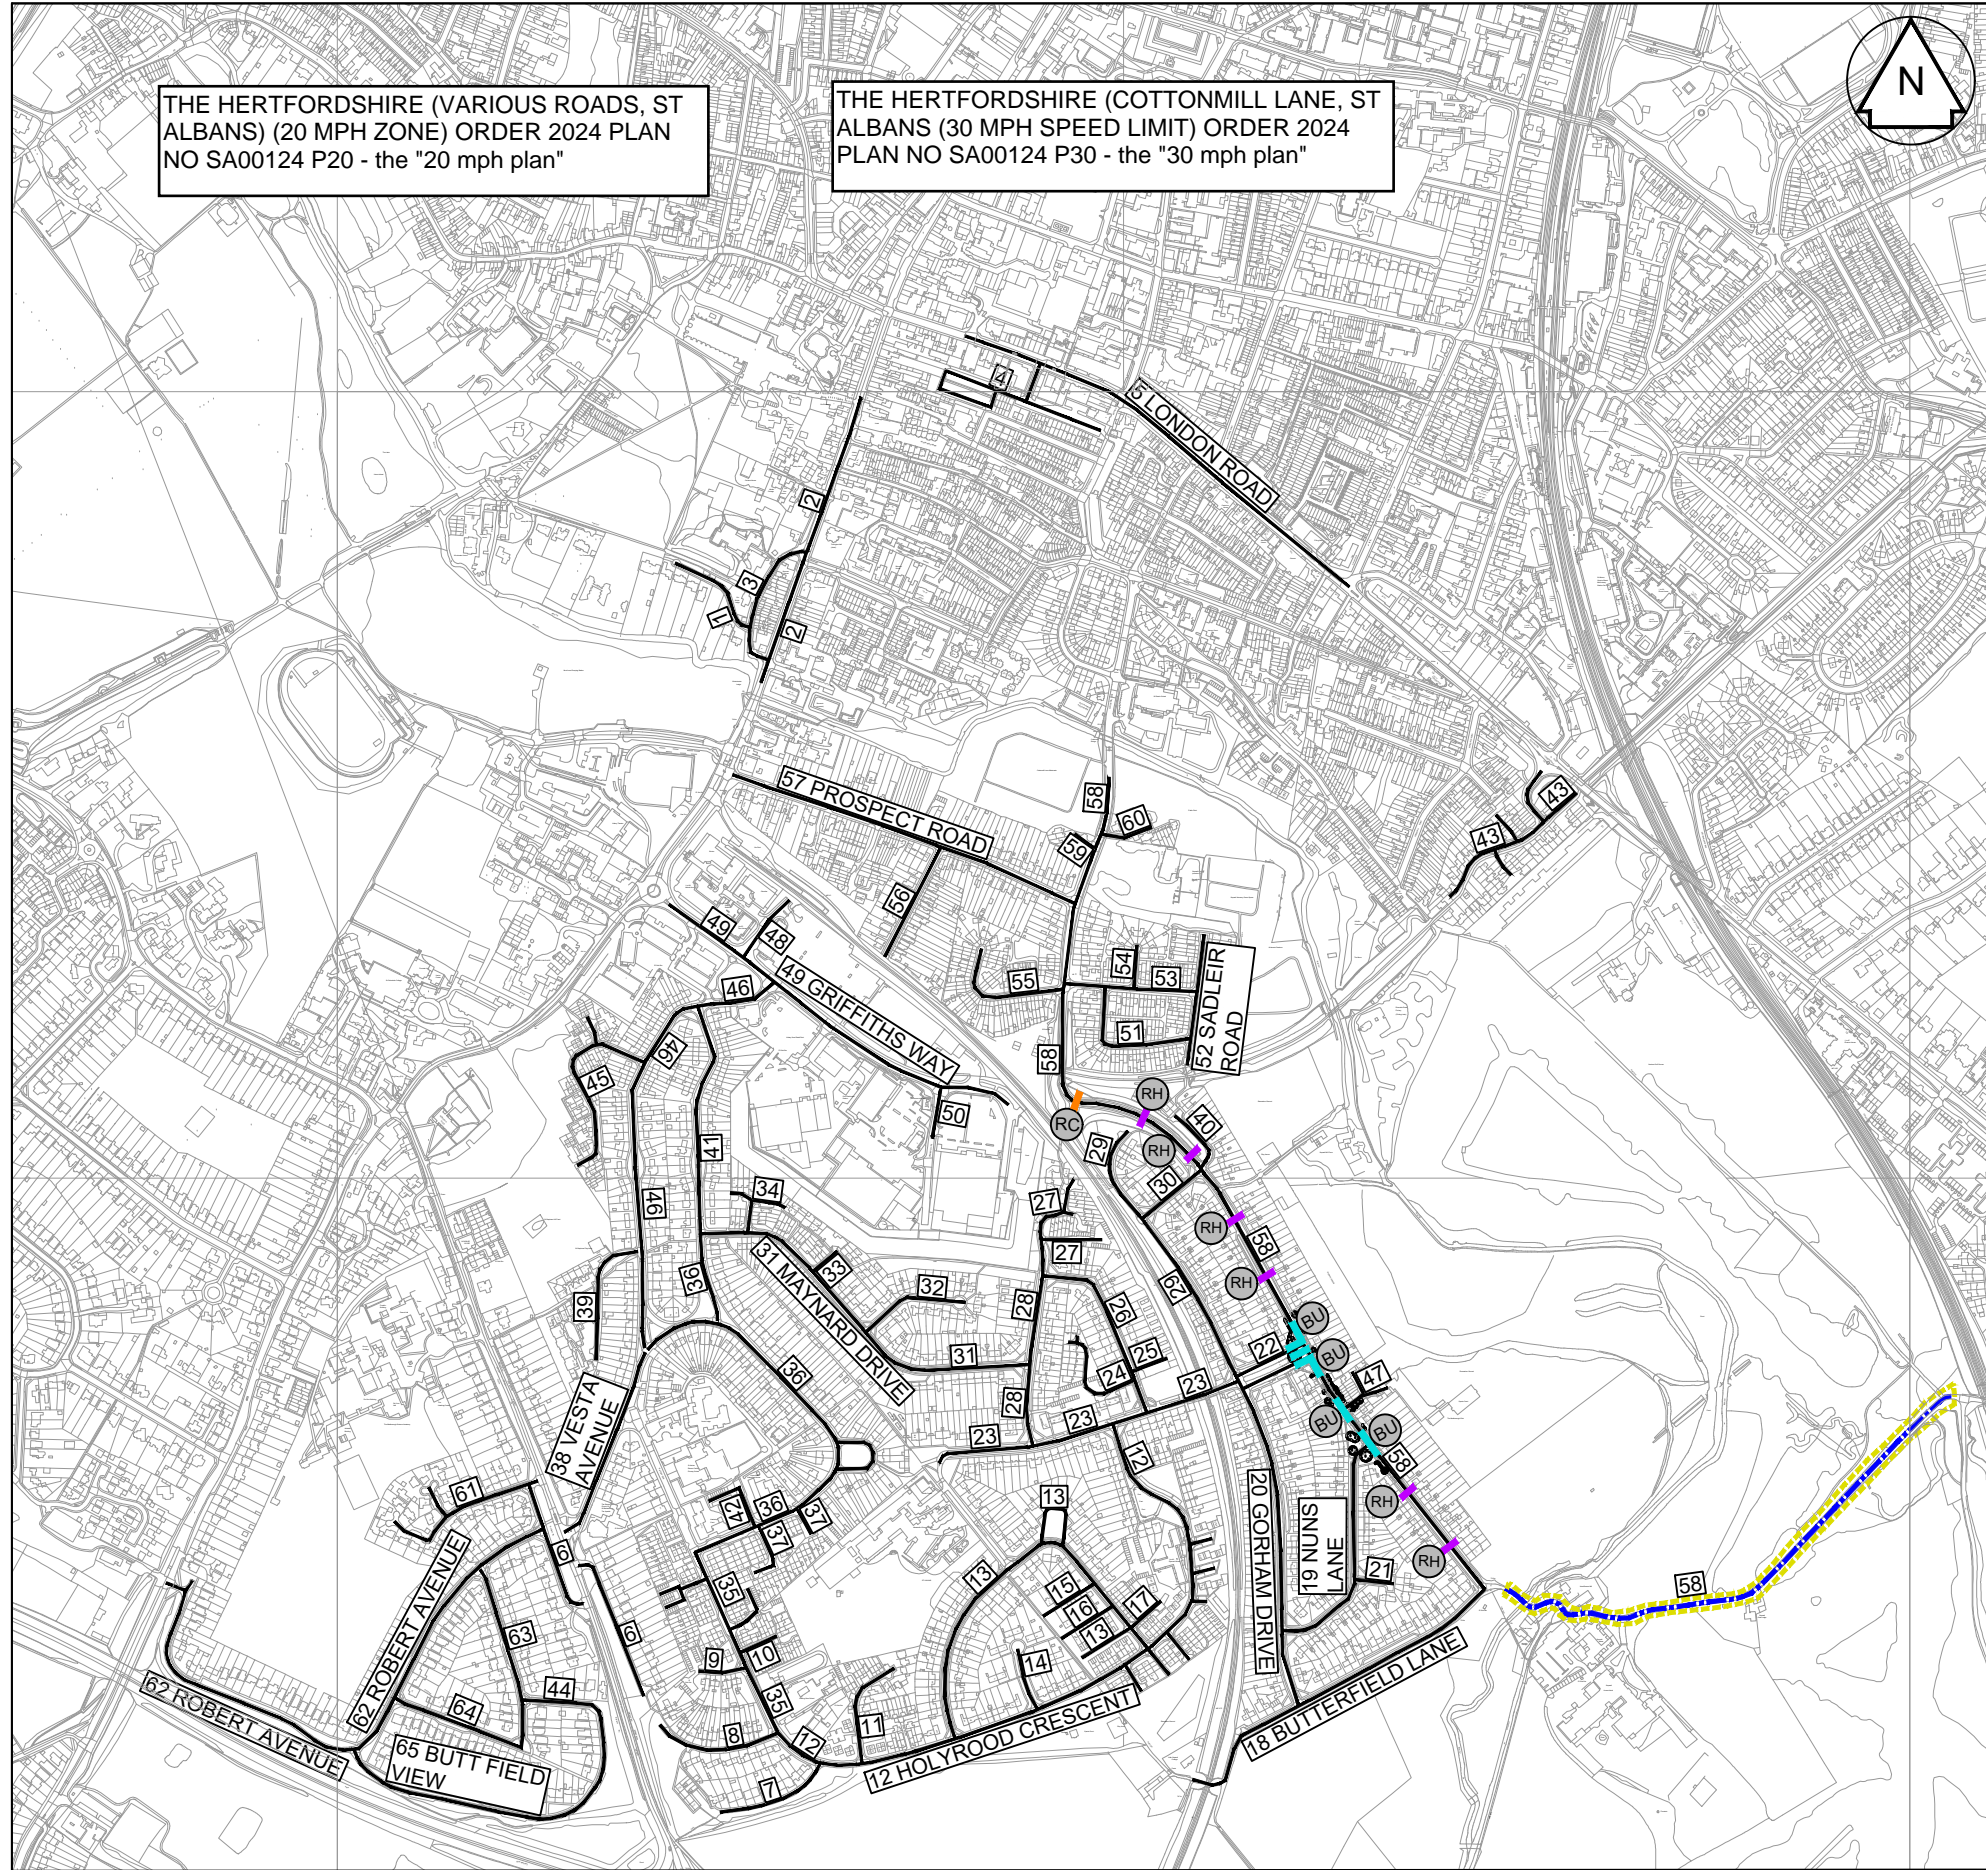 THE HERTFORDSHIRE (VARIOUS ROADS, ST
ALBANS) (20 MPH ZONE) ORDER 2024 PLAN
NO SA00124 P20 - the "20 mph plan"
THE HERTFORDSHIRE (COTTONMILL LANE, ST
ALBANS (30 MPH SPEED LIMIT) ORDER 2024
PLAN NO SA00124 P30 - the "30 mph plan"
N
4
5 LONDON ROAD
2
3
1
2
57 PROSPECT ROAD
58
60
59
43
43
56
49
48
49 GRIFFITHS WAY
46
55
54
53
52 SADLEIR
ROAD
51
46
45
58
50
RC
RH
RH
40
29
30
41
46
34
27
27
RH
58
RH
31 MAYNARD DRIVE
33
32
36
39
28
26
29
25
24
31
22
BU
BU
47
BU
BU
58
36
38 VESTA
AVENUE
28
23
23
23
12
61
42
36
37
37
13
RH
RH
20 GORHAM DRIVE
19 NUNS
LANE
21
58
6
62 ROBERT AVENUE
35
13
15
16
17
13
6
63
9
10
14
44
64
35
11
8
12
12 HOLYROOD CRESCENT
18 BUTTERFIELD LANE
62 ROBERT AVENUE
65 BUTT FIELD
VIEW
7